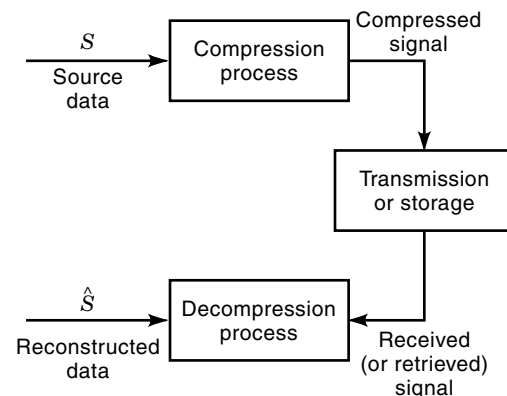 S
Source
data
Compression
process
Compressed
signal
Transmission
or storage
Ŝ
Reconstructed
data
Decompression
process
Received
(or retrieved)
signal